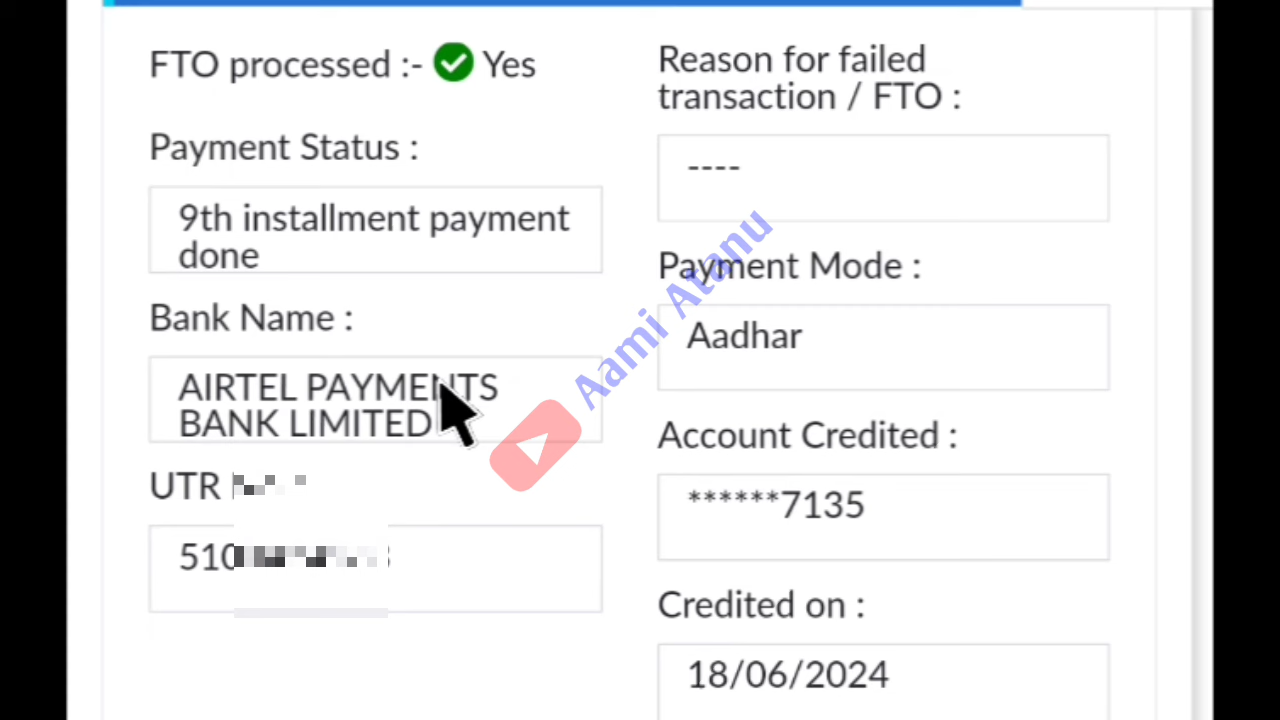 FTO processed :- Yes
Payment Status :
9th installment payment
done
Bank Name :
AIRTEL PAYMENTS
BANK LIMITED
UTR
Reason for failed
transaction / FTO :
----
Payment Mode :
Aadhar
Account Credited :
******7135
Credited on :
18/06/2024
Aami Atanu